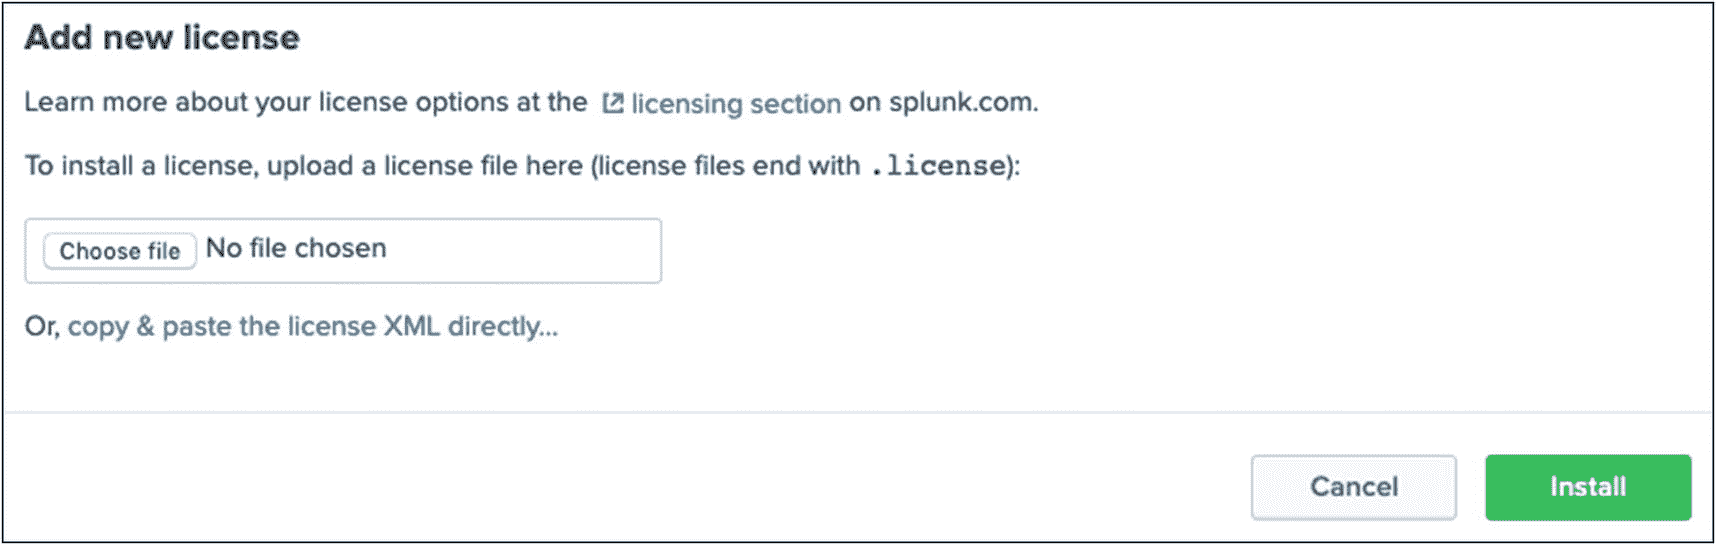 Add new license
Learn more about your license options at the licensing section on splunk.com.
To install a license, upload a license file here (license files end with .license):
Choose file No file chosen
Or, copy & paste the license XML directly...
Cancel Install